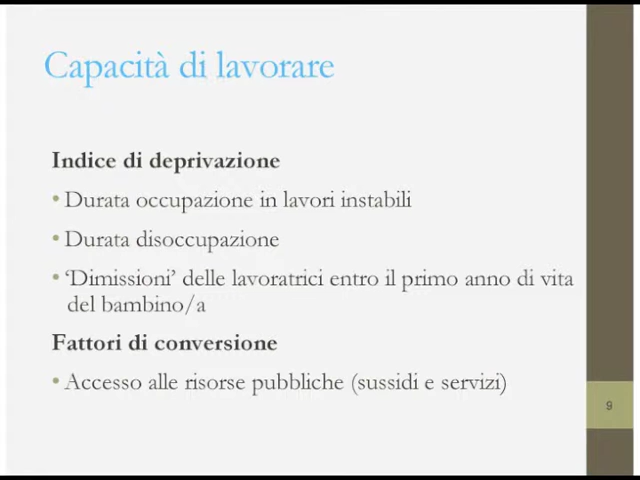 Capacità di lavorare
Indice di deprivazione
• Durata occupazione in lavori instabili
• Durata disoccupazione
• ‘Dimissioni’ delle lavoratrici entro il primo anno di vita
del bambino/a
Fattori di conversione
• Accesso alle risorse pubbliche (sussidi e servizi)
9